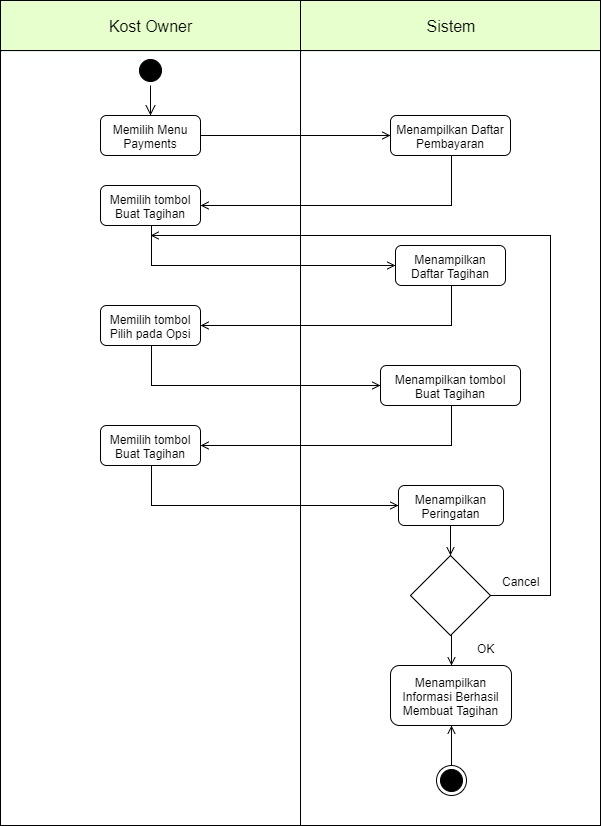 Kost Owner
Sistem
Memilih Menu
Payments
Menampilkan Daftar
Pembayaran
Memilih tombol
Buat Tagihan
Menampilkan
Daftar Tagihan
Memilih tombol
Pilih pada Opsi
Menampilkan tombol
Buat Tagihan
Memilih tombol
Buat Tagihan
Menampilkan
Peringatan
Cancel
OK
Menampilkan
Informasi Berhasil
Membuat Tagihan